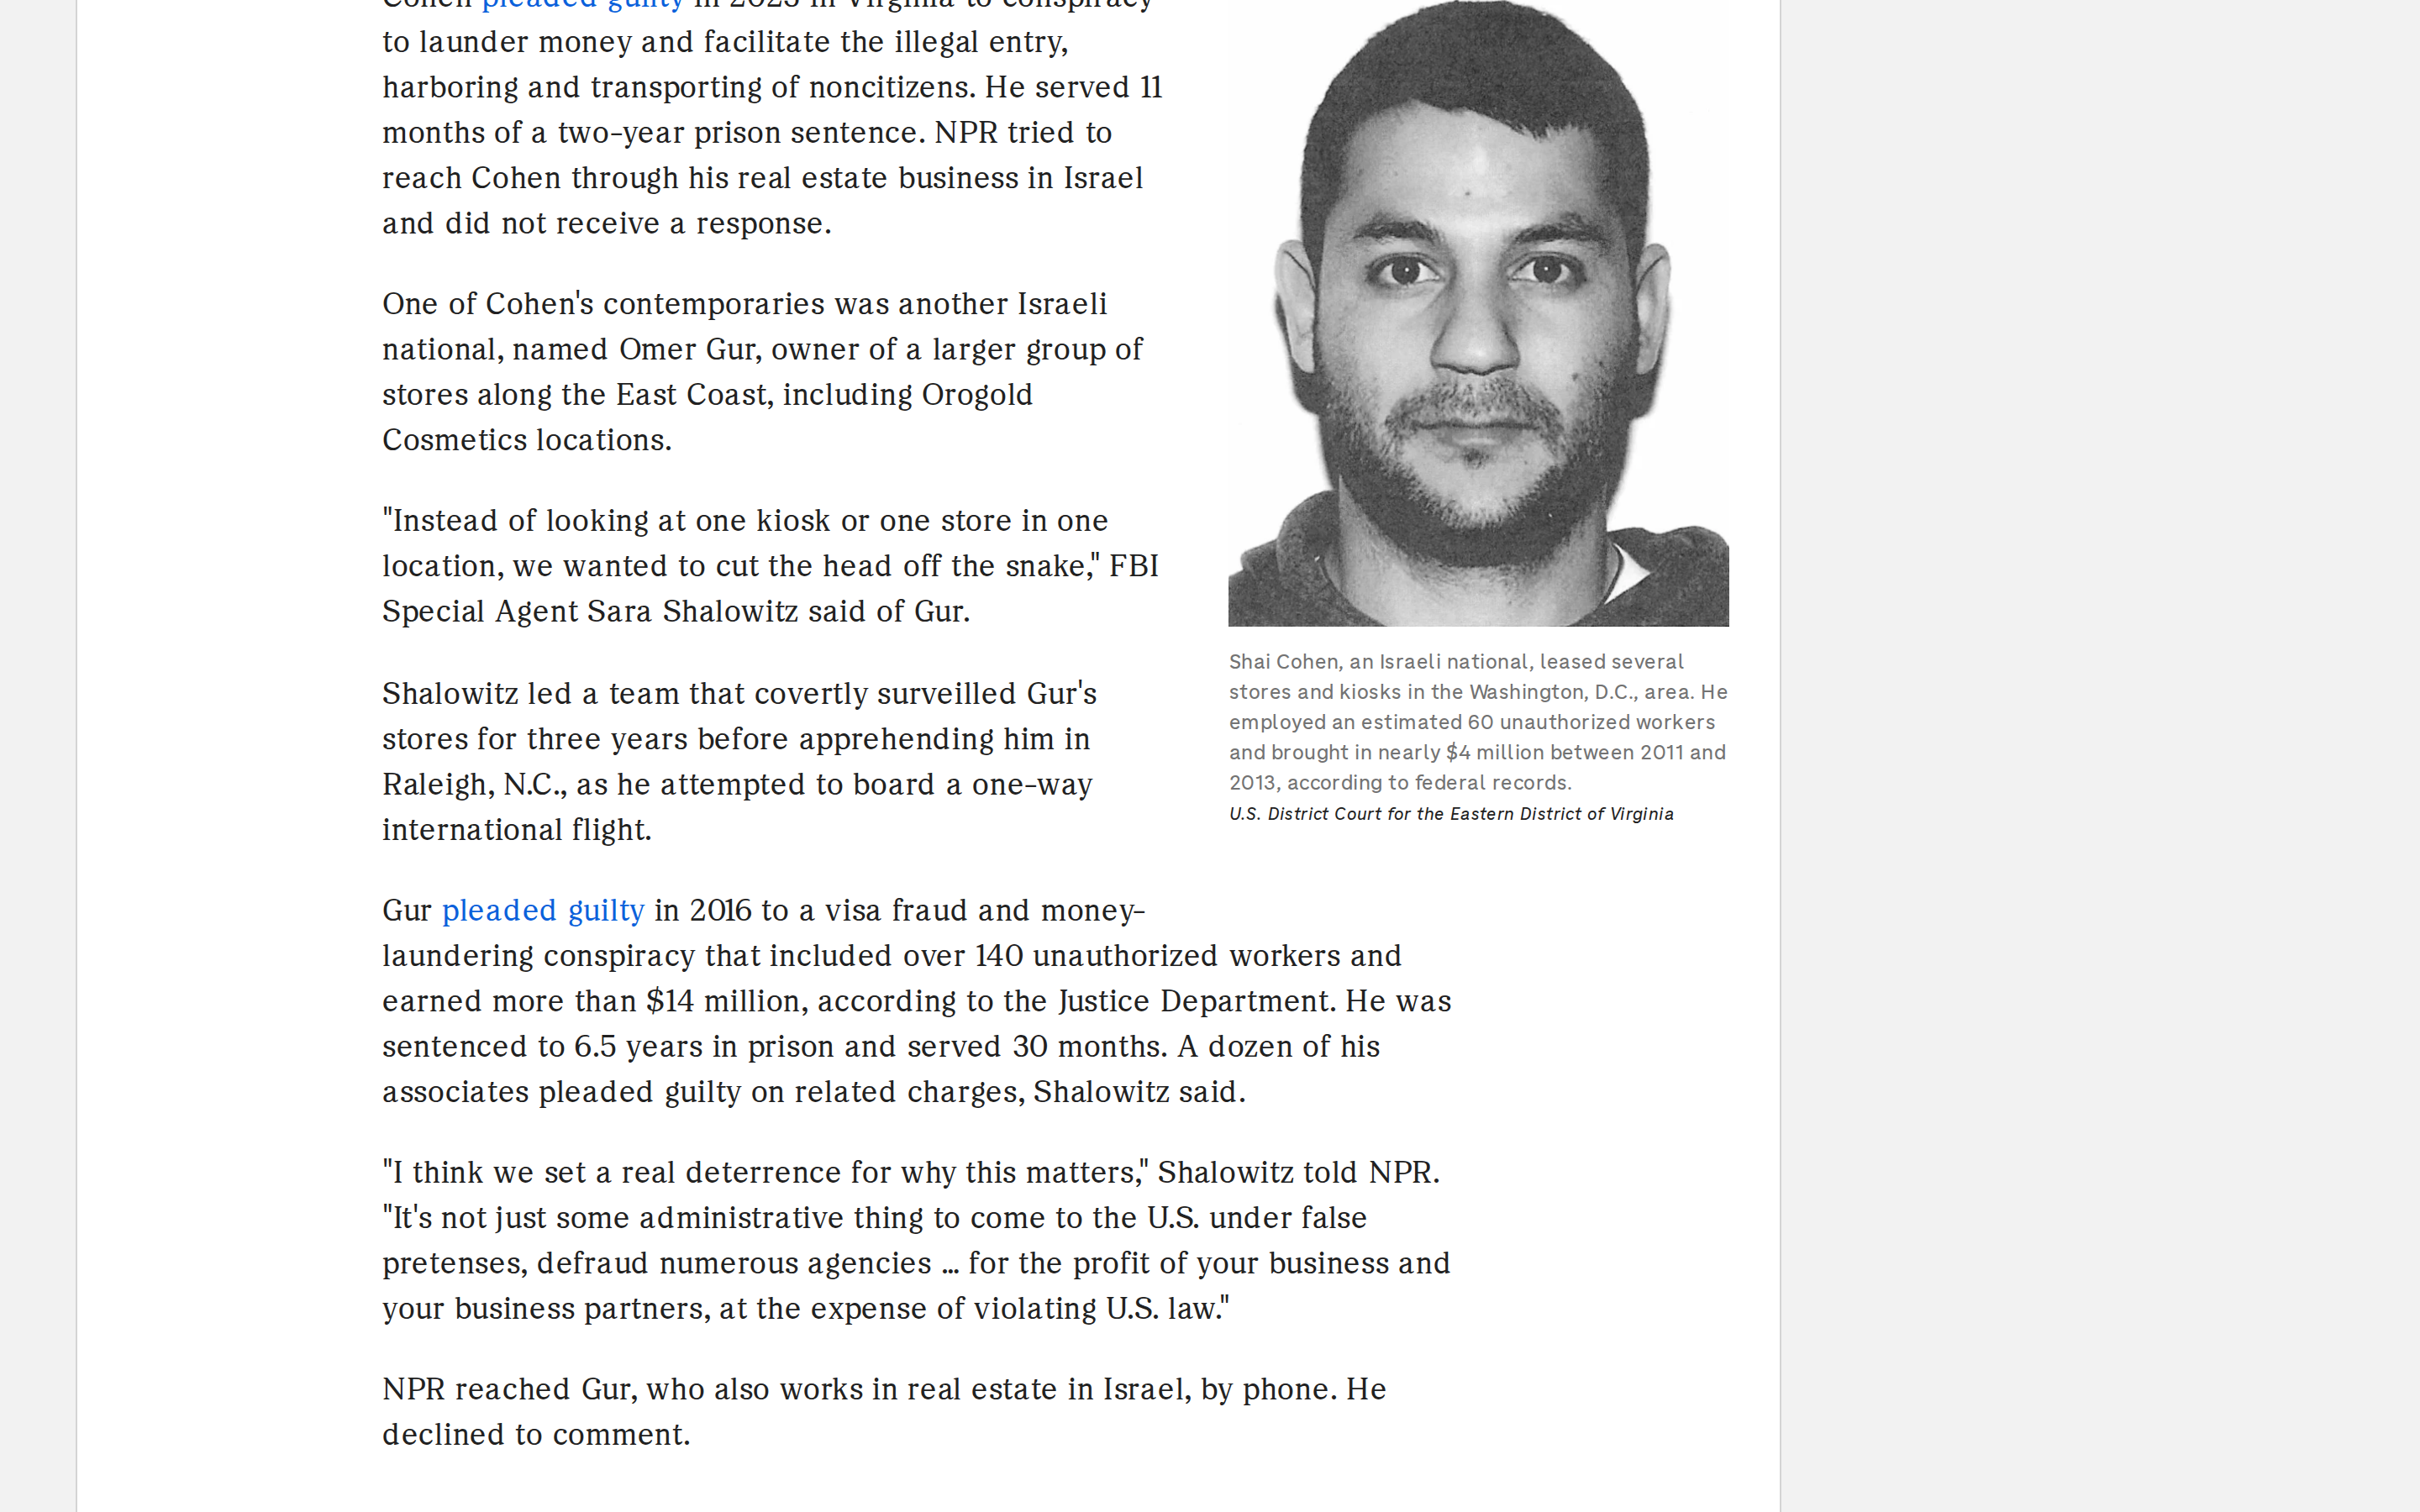 Cohen pleaded guilty in 2023 in Virginia to conspiracy
to launder money and facilitate the illegal entry,
harboring and transporting of noncitizens. He served 11
months of a two-year prison sentence. NPR tried to
reach Cohen through his real estate business in Israel
and did not receive a response.
One of Cohen's contemporaries was another Israeli
national, named Omer Gur, owner of a larger group of
stores along the East Coast, including Orogold
Cosmetics locations.
"Instead of looking at one kiosk or one store in one
location, we wanted to cut the head off the snake," FBI
Special Agent Sara Shalowitz said of Gur.
Shalowitz led a team that covertly surveilled Gur's
stores for three years before apprehending him in
Raleigh, N.C., as he attempted to board a one-way
international flight.
Shai Cohen, an Israeli national, leased several
stores and kiosks in the Washington, D.C., area. He
employed an estimated 60 unauthorized workers
and brought in nearly $4 million between 2011 and
2013, according to federal records.
U.S. District Court for the Eastern District of Virginia
Gur pleaded guilty in 2016 to a visa fraud and money-
laundering conspiracy that included over 140 unauthorized workers and
earned more than $14 million, according to the Justice Department. He was
sentenced to 6.5 years in prison and served 30 months. A dozen of his
associates pleaded guilty on related charges, Shalowitz said.
"I think we set a real deterrence for why this matters," Shalowitz told NPR.
"It's not just some administrative thing to come to the U.S. under false
pretenses, defraud numerous agencies ... for the profit of your business and
your business partners, at the expense of violating U.S. law."
NPR reached Gur, who also works in real estate in Israel, by phone. He
declined to comment.